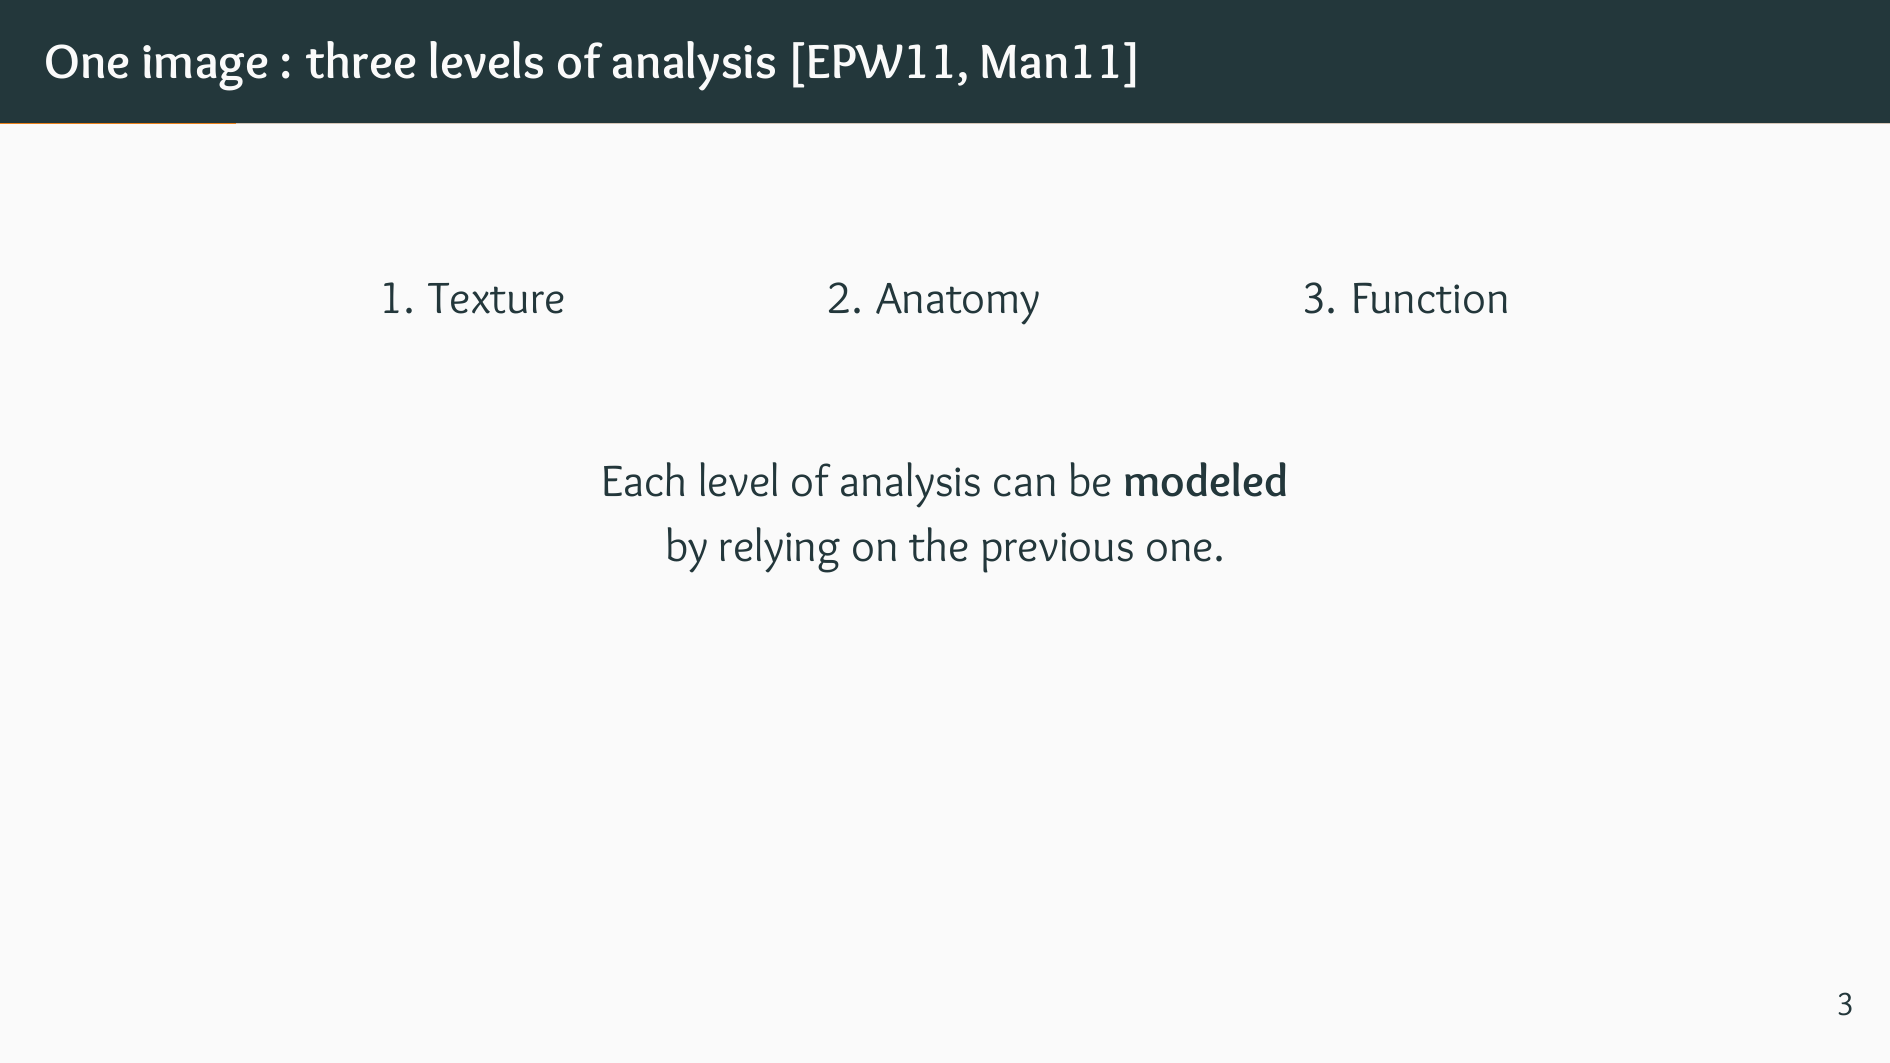 One image : three levels of analysis [EPW11, Man11]
1. Texture 2. Anatomy 3. Function
Each level of analysis can be modeled
by relying on the previous one.
3